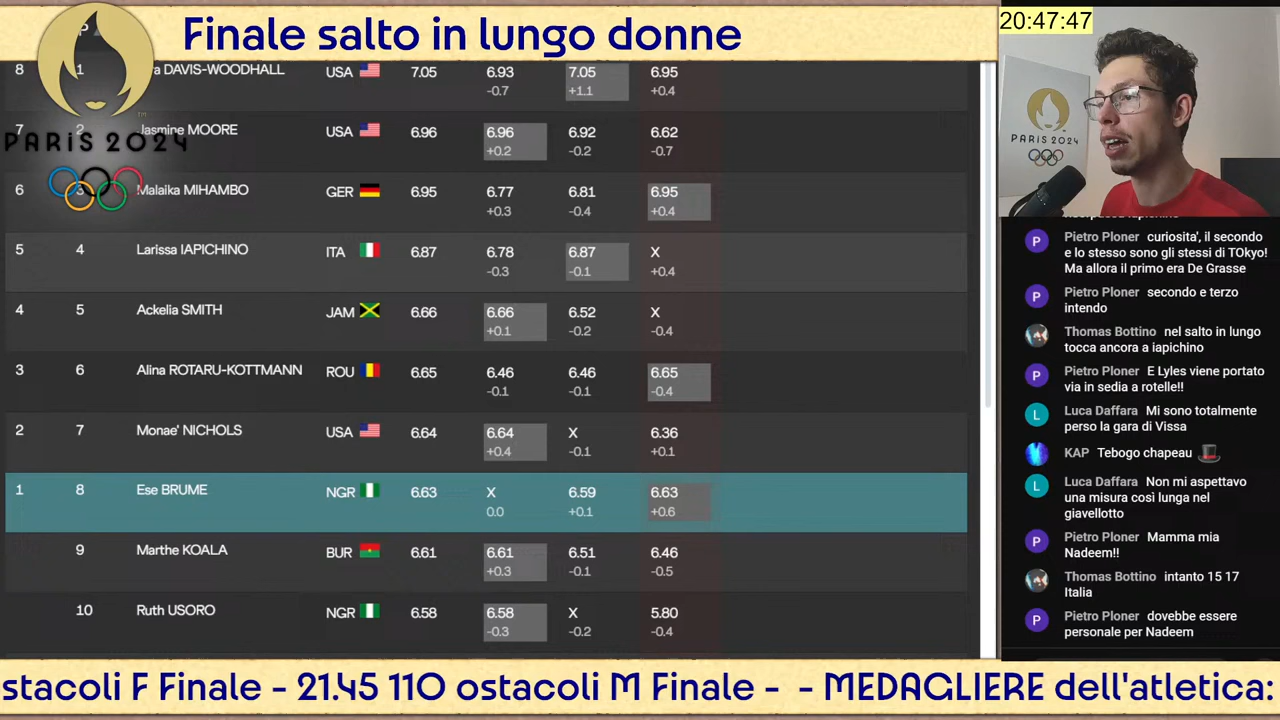 Finale salto in lungo donne
20:47:47
PARIS 2024
PARIS 2024
8 1 DAVIS-WOODHALL USA 7.05 6.93 7.05 6.95
-0.7 +1.1 +0.4
7 2 Jasmine MOORE USA 6.96 6.96 6.92 6.62
+0.2 -0.2 -0.7
6 3 Malaika MIHAMBO GER 6.95 6.77 6.81 6.95
+0.3 -0.4 +0.4
5 4 Larissa IAPICHINO ITA 6.87 6.78 6.87 X
-0.3 -0.1 +0.4
4 5 Ackelia SMITH JAM 6.66 6.66 6.52 X
+0.1 -0.2 -0.4
3 6 Alina ROTARU-KOTTMANN ROU 6.65 6.46 6.46 6.65
-0.1 -0.1 -0.4
2 7 Monae' NICHOLS USA 6.64 6.64 X 6.36
+0.4 -0.1 +0.1
1 8 Ese BRUME NGR 6.63 X 6.59 6.63
0.0 +0.1 +0.6
9 Marthe KOALA BUR 6.61 6.61 6.51 6.46
+0.3 -0.1 -0.5
10 Ruth USORO NGR 6.58 6.58 X 5.80
-0.3 -0.2 -0.4
P Pietro Ploner curiosita', il secondo
e lo stesso sono gli stessi di TOkyo!
Ma allora il primo era De Grasse
P Pietro Ploner secondo e terzo
intendo
Thomas Bottino nel salto in lungo
tocca ancora a iapichino
P Pietro Ploner E Lyles viene portato
via in sedia a rotelle!!
L Luca Daffara Mi sono totalmente
perso la gara di Vissa
KAP Tebogo chapeau
L Luca Daffara Non mi aspettavo
una misura così lunga nel
giavellotto
P Pietro Ploner Mamma mia
Nadeem!!
Thomas Bottino intanto 15 17
Italia
P Pietro Ploner dovebbe essere
personale per Nadeem
stacoli F Finale - 21.45 110 ostacoli M Finale - - MEDAGLIERE dell'atletica: